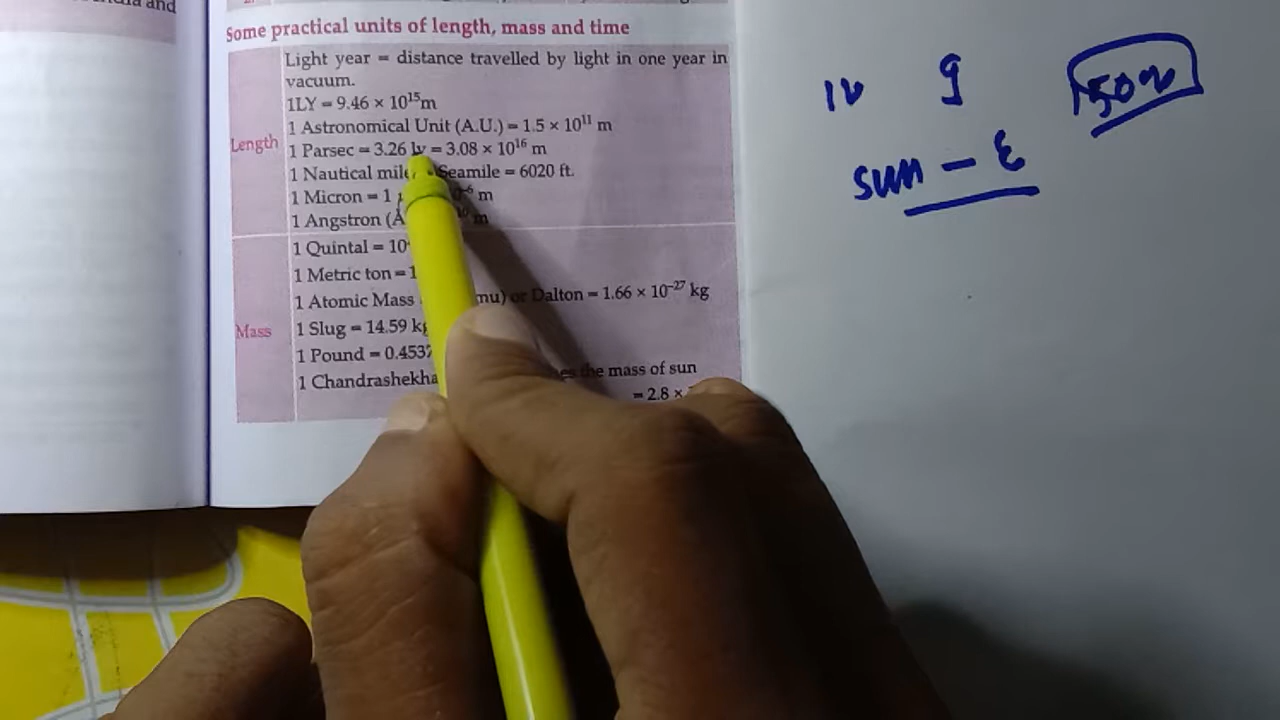 and
Some practical units of length, mass and time
Length
Light year = distance travelled by light in one year in
vacuum.
1LY = 9.46 × 10¹⁵m
1 Astronomical Unit (A.U.) = 1.5 × 10¹¹ m
1 Parsec = 3.26 ly = 3.08 × 10¹⁶ m
1 Nautical mile Seamile = 6020 ft.
1 Micron = 1 m
1 Angstron (Å m
Mass
1 Quintal = 10
1 Metric ton = 1
1 Atomic Mass mu) or Dalton = 1.66 × 10⁻²⁷ kg
1 Slug = 14.59 kg
1 Pound = 0.4537
1 the mass of sun
= 2.8 ×
g
sun –